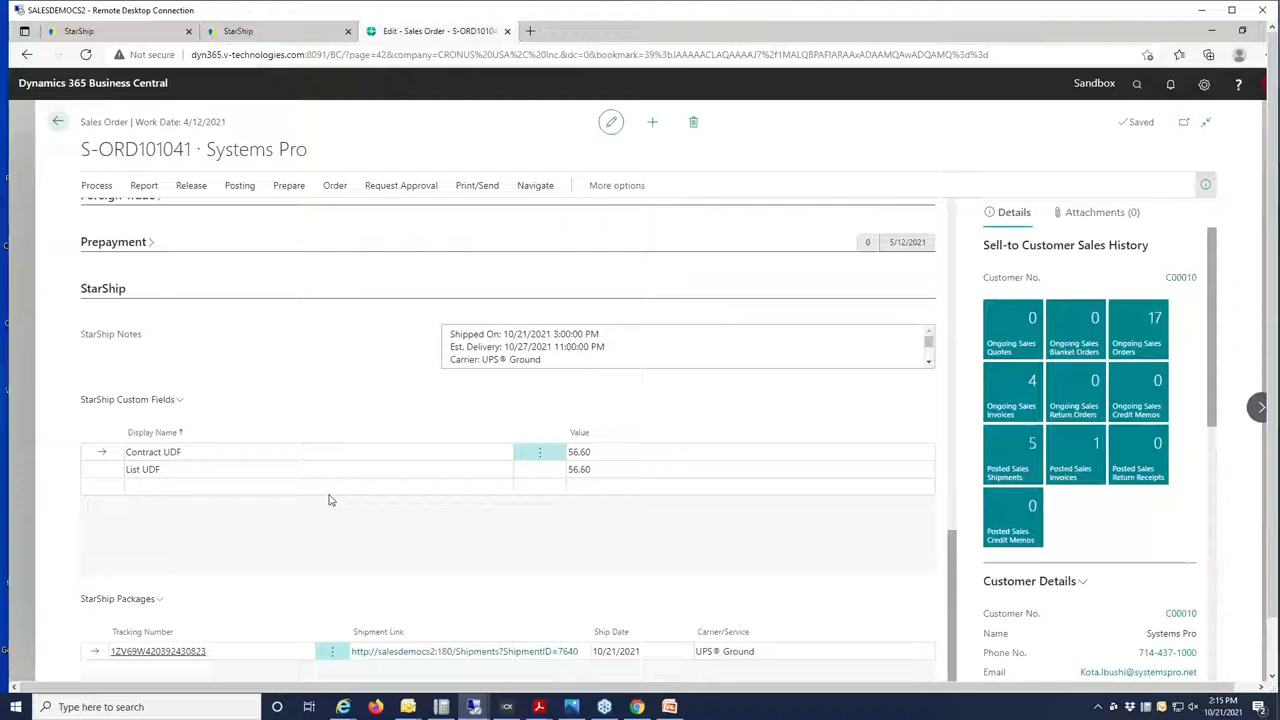 SALESDEMOCS2 - Remote Desktop Connection
StarShip
StarShip
Edit - Sales Order - S-ORD10104
Not secure
dyn365.v-technologies.com:8091/BC/?page=42&company=CRONUS%20USA%2C%20Inc.&dc=0&bookmark=39%3bJAAAAACLAQAAAAJ7%2f1MALQBPAFIARAAxADAAMQAwADQAMQ%3d%3d
Dynamics 365 Business Central
Sandbox
Sales Order | Work Date: 4/12/2021
Saved
S-ORD101041 · Systems Pro
Process Report Release Posting Prepare Order Request Approval Print/Send Navigate More options
Foreign Trade
Details Attachments (0)
Prepayment 0 5/12/2021
Sell-to Customer Sales History
StarShip
Customer No. C00010
StarShip Notes
Shipped On: 10/21/2021 3:00:00 PM
Est. Delivery: 10/27/2021 11:00:00 PM
Carrier: UPS® Ground
0 0 17
Ongoing Sales Quotes
Ongoing Sales Blanket Orders
Ongoing Sales Orders
4 0 0
Ongoing Sales Invoices
Ongoing Sales Return Orders
Ongoing Sales Credit Memos
5 1 0
Posted Sales Shipments
Posted Sales Invoices
Posted Sales Return Receipts
0
Posted Sales Credit Memos
StarShip Custom Fields
Display Name ↑ Value
Contract UDF 56.60
List UDF 56.60
StarShip Packages
Tracking Number Shipment Link Ship Date Carrier/Service
1ZV69W420392430823 http://salesdemocs2:180/Shipments?ShipmentID=7640 10/21/2021 UPS® Ground
Customer Details
Customer No. C00010
Name Systems Pro
Phone No. 714-437-1000
Email Kota.Ibushi@systemspro.net
Type here to search
2:15 PM
10/21/2021